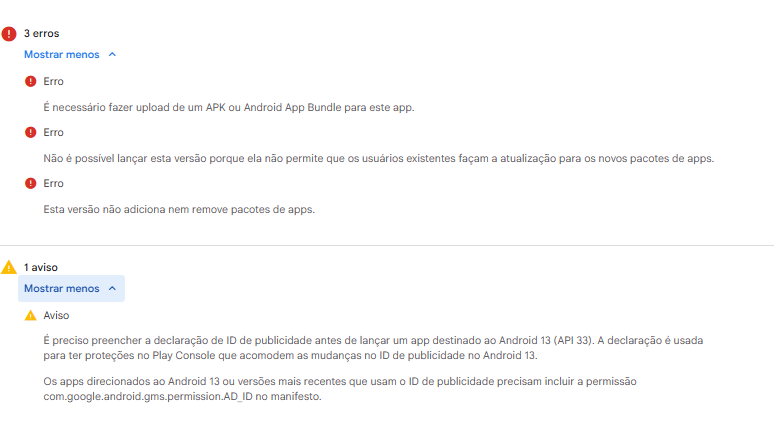 3 erros
Mostrar menos
Erro
É necessário fazer upload de um APK ou Android App Bundle para este app.
Erro
Não é possível lançar esta versão porque ela não permite que os usuários existentes façam a atualização para os novos pacotes de apps.
Erro
Esta versão não adiciona nem remove pacotes de apps.
1 aviso
Mostrar menos
Aviso
É preciso preencher a declaração de ID de publicidade antes de lançar um app destinado ao Android 13 (API 33). A declaração é usada
para ter proteções no Play Console que acomodem as mudanças no ID de publicidade no Android 13.
Os apps direcionados ao Android 13 ou versões mais recentes que usam o ID de publicidade precisam incluir a permissão
com.google.android.gms.permission.AD_ID no manifesto.